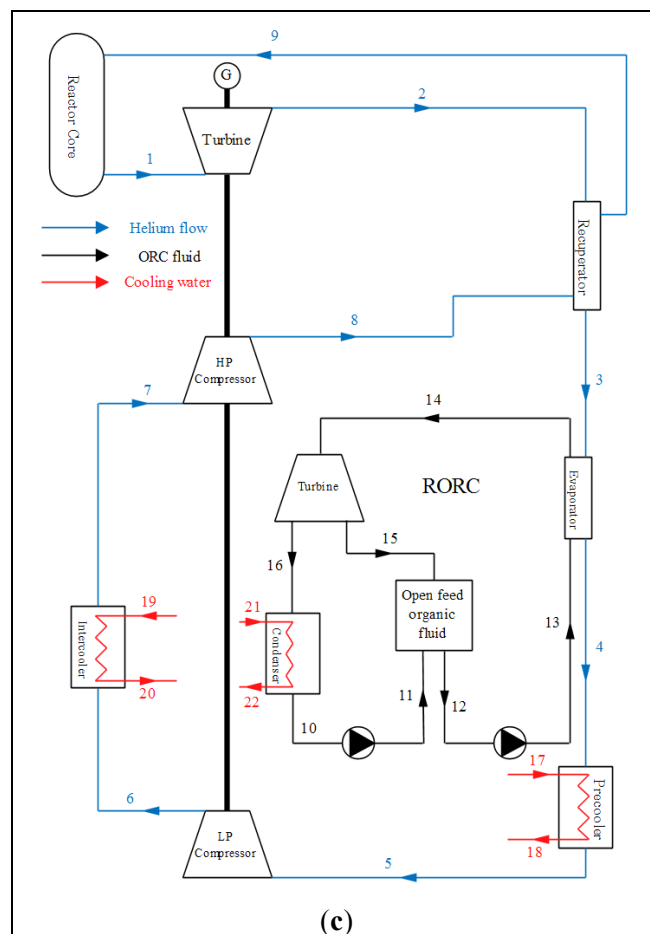 9
G
2
Reactor Core
Turbine
1
Helium flow
ORC fluid
Cooling water
Recuperator
8
HP
Compressor
3
7
14
Turbine
RORC
Evaporator
15
16
Open feed
organic
fluid
19
21
Intercooler
Condenser
13
4
20
22
11
12
10
17
Precooler
6
18
LP
Compressor
5
(c)